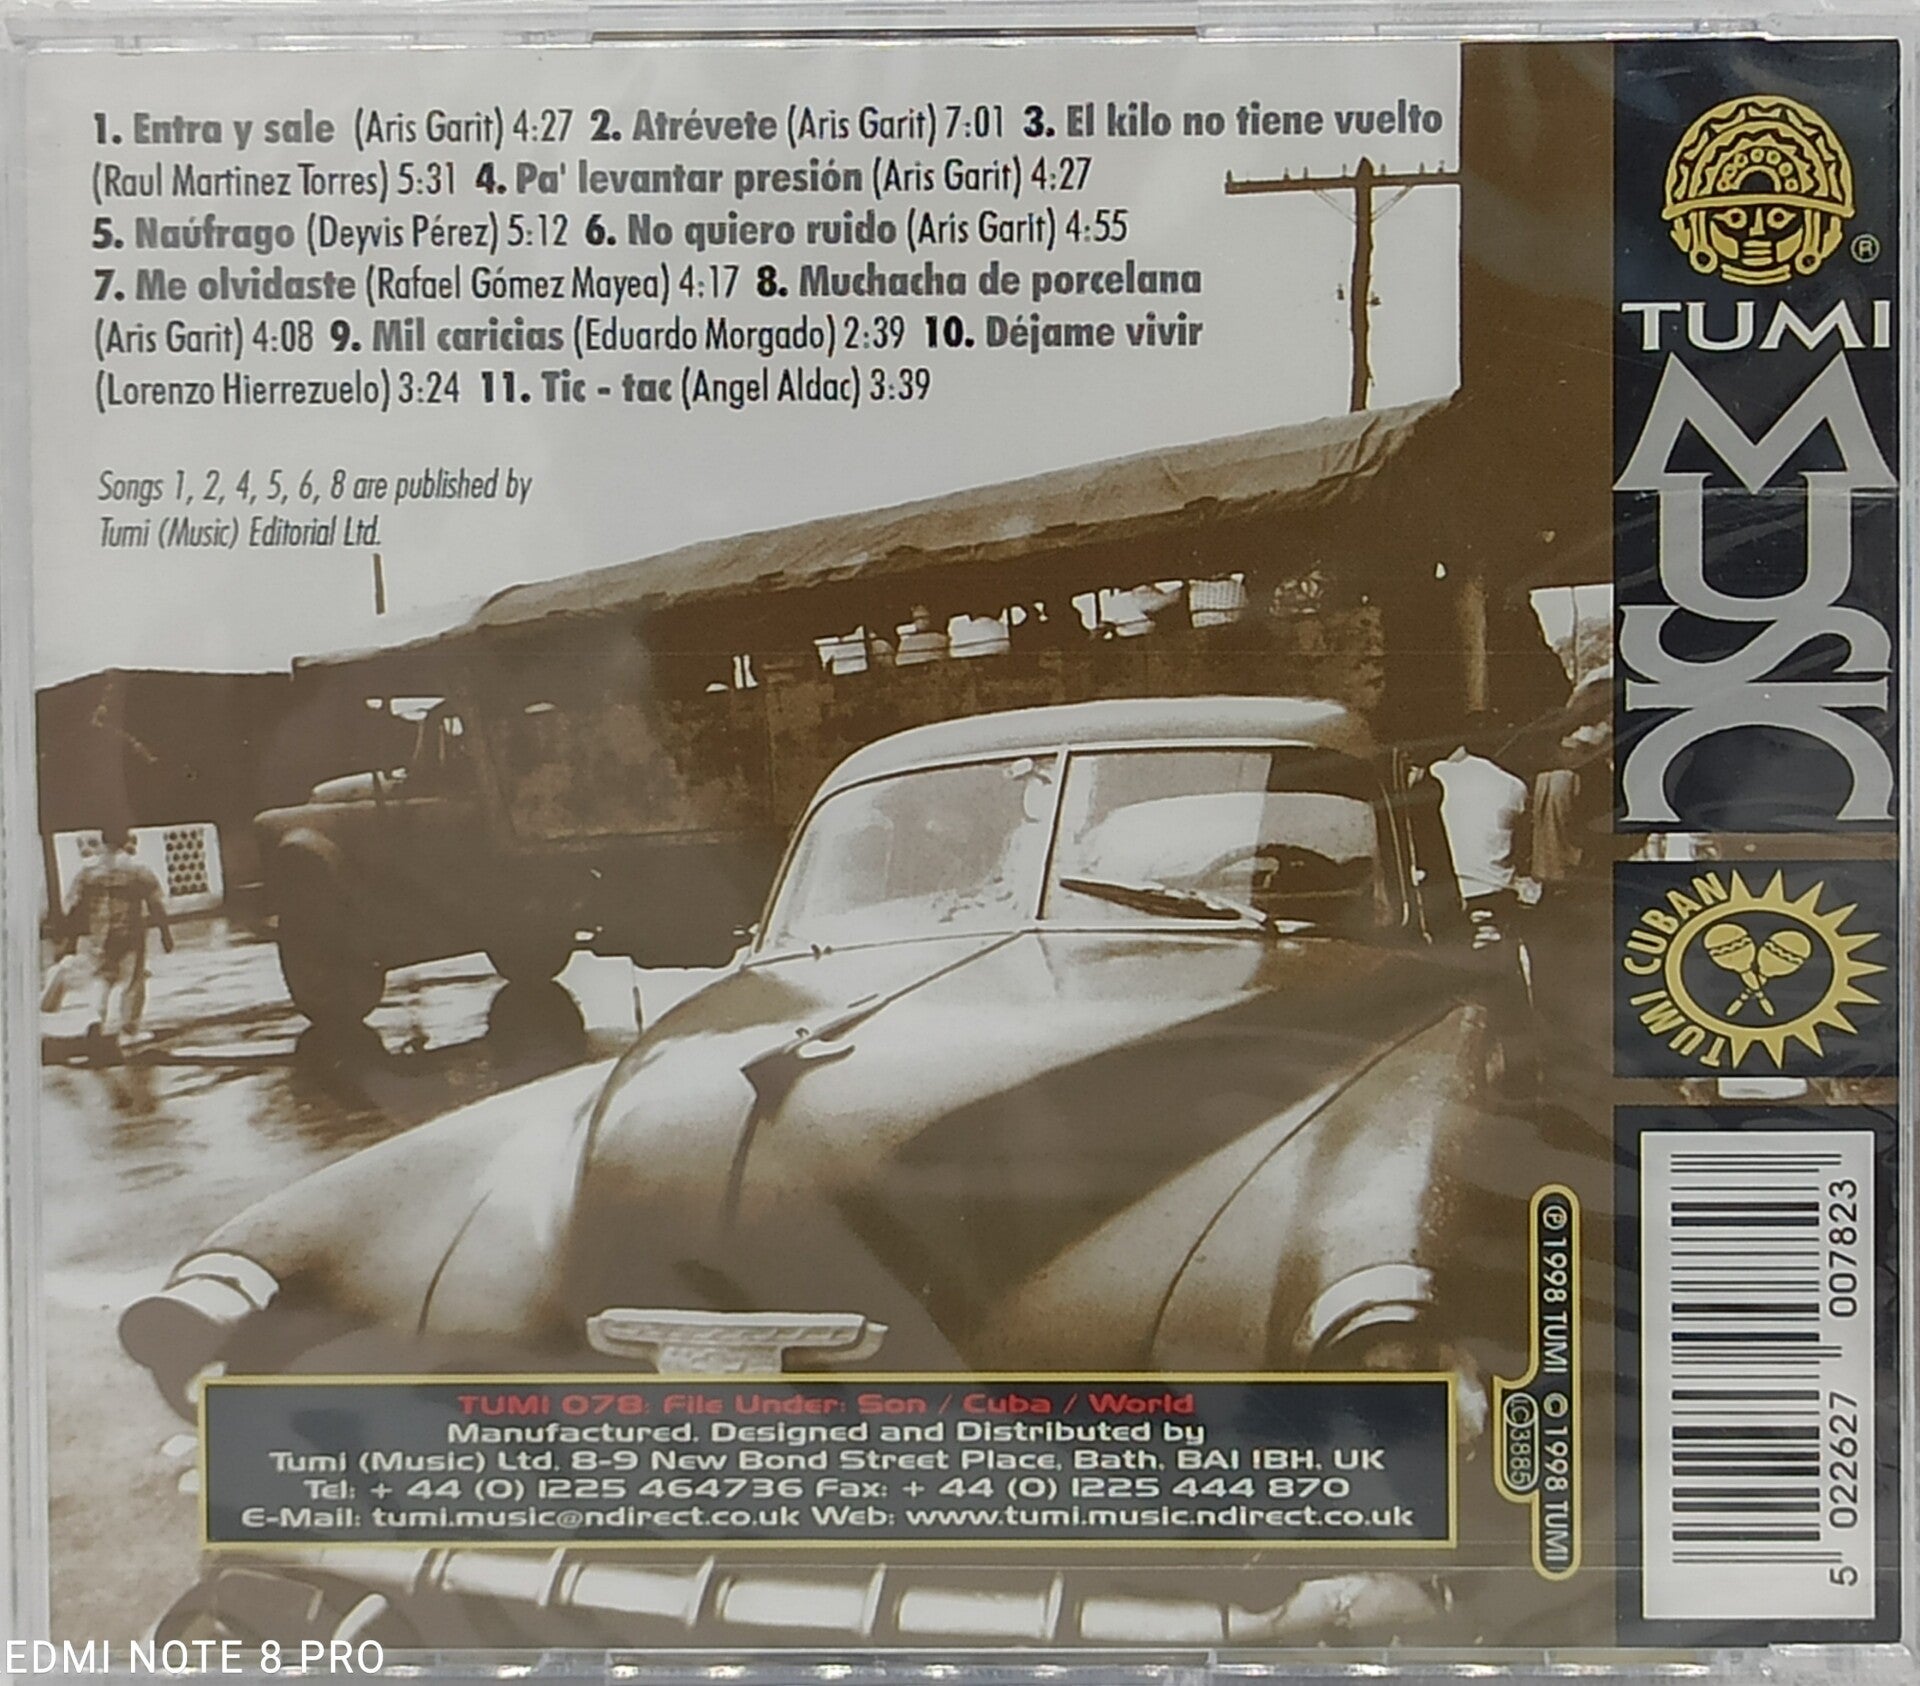 1. Entra y sale (Aris Garit) 4:27 2. Atrévete (Aris Garit) 7:01 3. El kilo no tiene vuelto
(Raul Martinez Torres) 5:31 4. Pa' levantar presión (Aris Garit) 4:27
5. Naúfrago (Deyvis Pérez) 5:12 6. No quiero ruido (Aris Garit) 4:55
7. Me olvidaste (Rafael Gómez Mayea) 4:17 8. Muchacha de porcelana
(Aris Garit) 4:08 9. Mil caricias (Eduardo Morgado) 2:39 10. Déjame vivir
(Lorenzo Hierrezuelo) 3:24 11. Tic - tac (Angel Aldac) 3:39
Songs 1, 2, 4, 5, 6, 8 are published by
Tumi (Music) Editorial Ltd.
®
TUMI
MUSIC
TUMI CUBAN
TUMI 078: File Under: Son / Cuba / World
Manufactured, Designed and Distributed by
Tumi (Music) Ltd, 8-9 New Bond Street Place, Bath, BA1 1BH, UK
Tel: + 44 (0) 1225 464736 Fax: + 44 (0) 1225 444 870
E-Mail: tumi.music@ndirect.co.uk Web: www.tumi.music.ndirect.co.uk
℗ 1998 TUMI © 1998 TUMI
LC 3885
5 022627 007823
EDMI NOTE 8 PRO